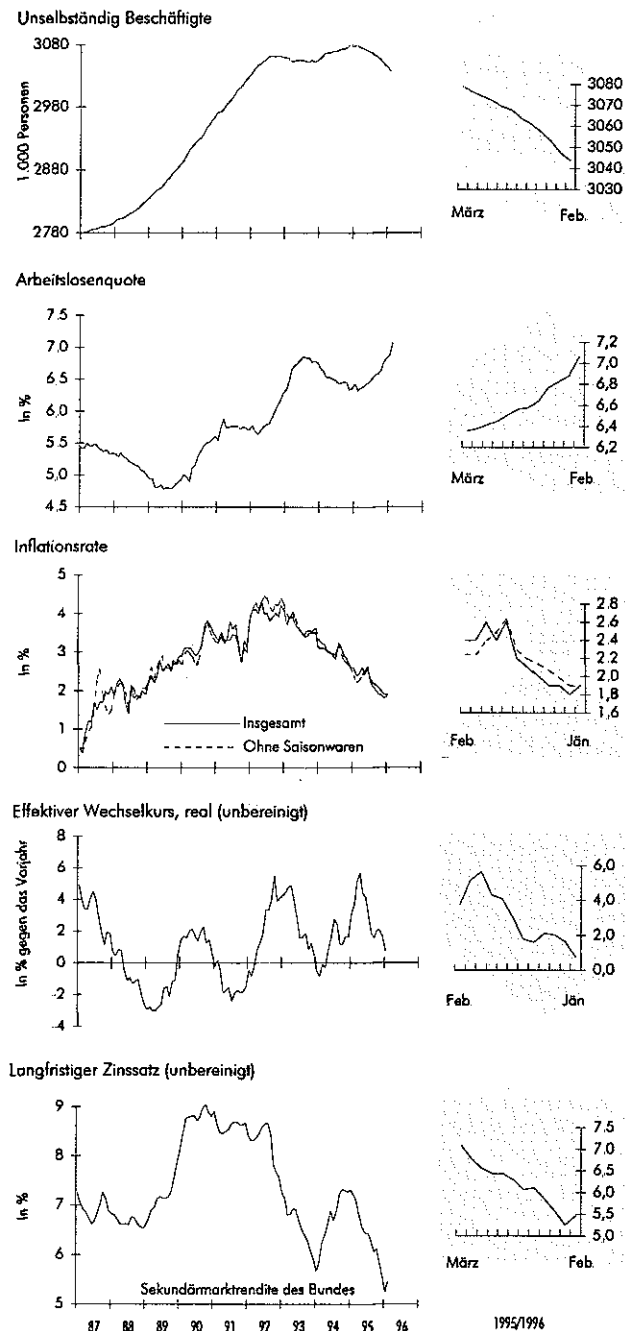 Unselbständig Beschäftigte
1.000 Personen
3080
2980
2880
2780
3080
3070
3060
3050
3040
3030
März
Feb.
Arbeitslosenquote
In %
7.5
7.0
6.5
6.0
5.5
5.0
4.5
7,2
7,0
6,8
6,6
6,4
6,2
März
Feb.
Inflationsrate
In %
5
4
3
2
1
0
Insgesamt
Ohne Saisonwaren
2.8
2.6
2.4
2.2
2.0
1.8
1,6
Feb.
Jän.
Effektiver Wechselkurs, real (unbereinigt)
In % gegen das Vorjahr
8
6
4
2
0
-2
-4
6,0
4,0
2,0
0,0
Feb.
Jän
Langfristiger Zinssatz (unbereinigt)
In %
9
8
7
6
5
Sekundärmarktrendite des Bundes
7.5
7.0
6,5
6,0
5,5
5,0
März
Feb.
87 88 89 90 91 92 93 94 95 96
1995/1996